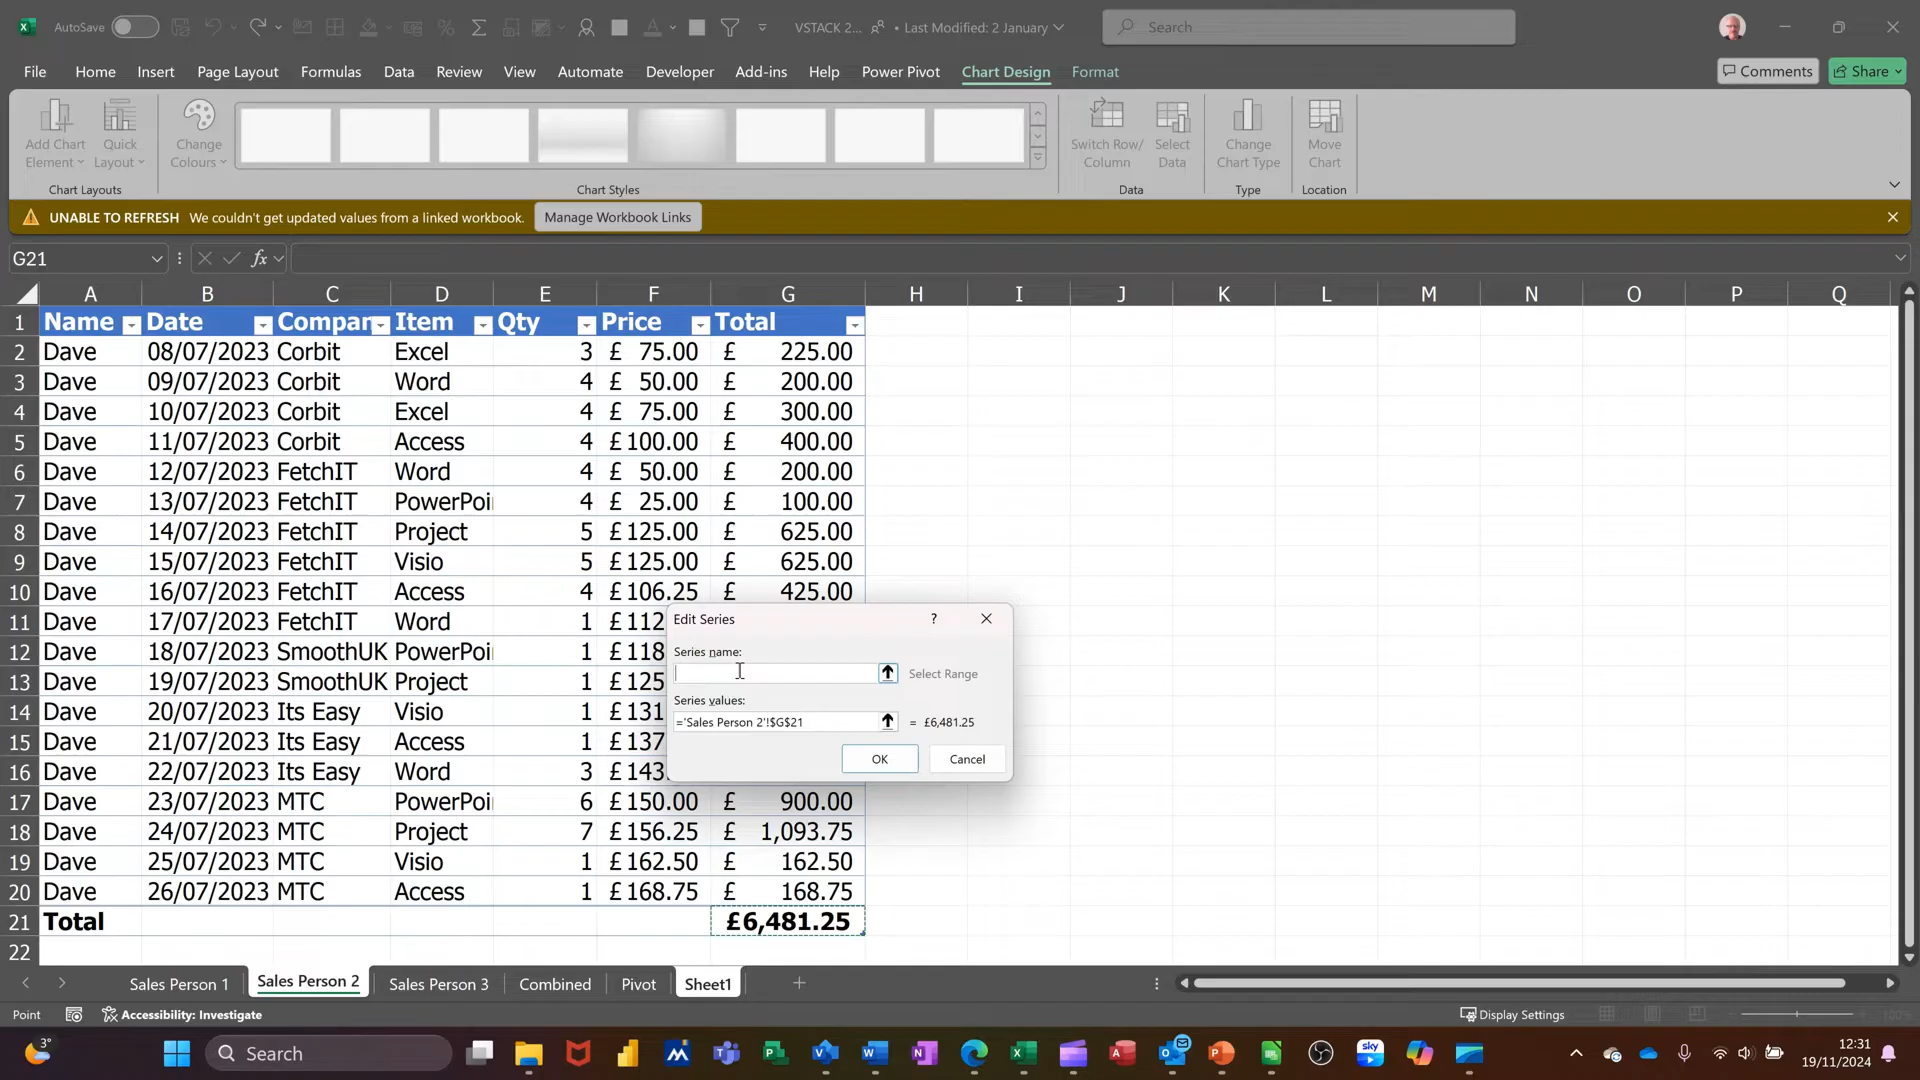 AutoSave VSTACK 2... • Last Modified: 2 January Search
File Home Insert Page Layout Formulas Data Review View Automate Developer Add-ins Help Power Pivot Chart Design Format Comments Share
Add Chart Element Quick Layout Change Colours Switch Row/Column Select Data Change Chart Type Move Chart
Chart Layouts Chart Styles Data Type Location
UNABLE TO REFRESH We couldn't get updated values from a linked workbook. Manage Workbook Links
G21 fx
A B C D E F G H I J K L M N O P Q
1 Name Date Compar Item Qty Price Total
2 Dave 08/07/2023 Corbit Excel 3 £ 75.00 £ 225.00
3 Dave 09/07/2023 Corbit Word 4 £ 50.00 £ 200.00
4 Dave 10/07/2023 Corbit Excel 4 £ 75.00 £ 300.00
5 Dave 11/07/2023 Corbit Access 4 £ 100.00 £ 400.00
6 Dave 12/07/2023 FetchIT Word 4 £ 50.00 £ 200.00
7 Dave 13/07/2023 FetchIT PowerPoi 4 £ 25.00 £ 100.00
8 Dave 14/07/2023 FetchIT Project 5 £ 125.00 £ 625.00
9 Dave 15/07/2023 FetchIT Visio 5 £ 125.00 £ 625.00
10 Dave 16/07/2023 FetchIT Access 4 £ 106.25 £ 425.00
11 Dave 17/07/2023 FetchIT Word 1 £ 112
12 Dave 18/07/2023 SmoothUK PowerPoi 1 £ 118
13 Dave 19/07/2023 SmoothUK Project 1 £ 125
14 Dave 20/07/2023 Its Easy Visio 1 £ 131
15 Dave 21/07/2023 Its Easy Access 1 £ 137
16 Dave 22/07/2023 Its Easy Word 3 £ 143
17 Dave 23/07/2023 MTC PowerPoi 6 £ 150.00 £ 900.00
18 Dave 24/07/2023 MTC Project 7 £ 156.25 £ 1,093.75
19 Dave 25/07/2023 MTC Visio 1 £ 162.50 £ 162.50
20 Dave 26/07/2023 MTC Access 1 £ 168.75 £ 168.75
21 Total £6,481.25
22
Edit Series ?
Series name:
Select Range
Series values:
='Sales Person 2'!$G$21 = £6,481.25
OK Cancel
Sales Person 1 Sales Person 2 Sales Person 3 Combined Pivot Sheet1
Point Accessibility: Investigate Display Settings
3° Search sky 12:31
19/11/2024